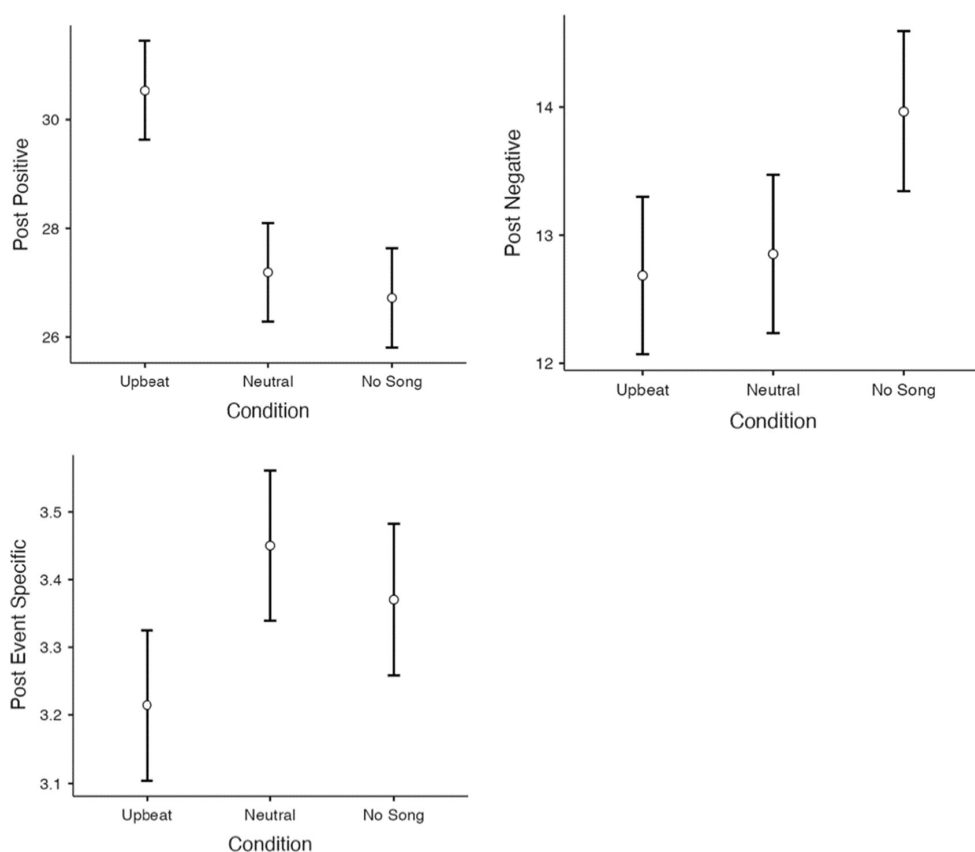 Post Positive
30
28
26
Upbeat Neutral No Song
Condition
Post Negative
14
13
12
Upbeat Neutral No Song
Condition
Post Event Specific
3.5
3.4
3.3
3.2
3.1
Upbeat Neutral No Song
Condition